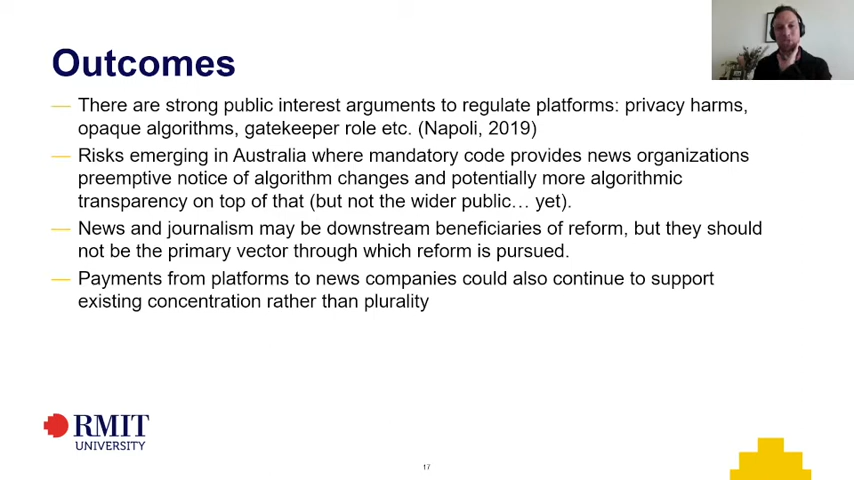 Outcomes
— There are strong public interest arguments to regulate platforms: privacy harms,
opaque algorithms, gatekeeper role etc. (Napoli, 2019)
— Risks emerging in Australia where mandatory code provides news organizations
preemptive notice of algorithm changes and potentially more algorithmic
transparency on top of that (but not the wider public… yet).
— News and journalism may be downstream beneficiaries of reform, but they should
not be the primary vector through which reform is pursued.
— Payments from platforms to news companies could also continue to support
existing concentration rather than plurality
RMIT
UNIVERSITY
17